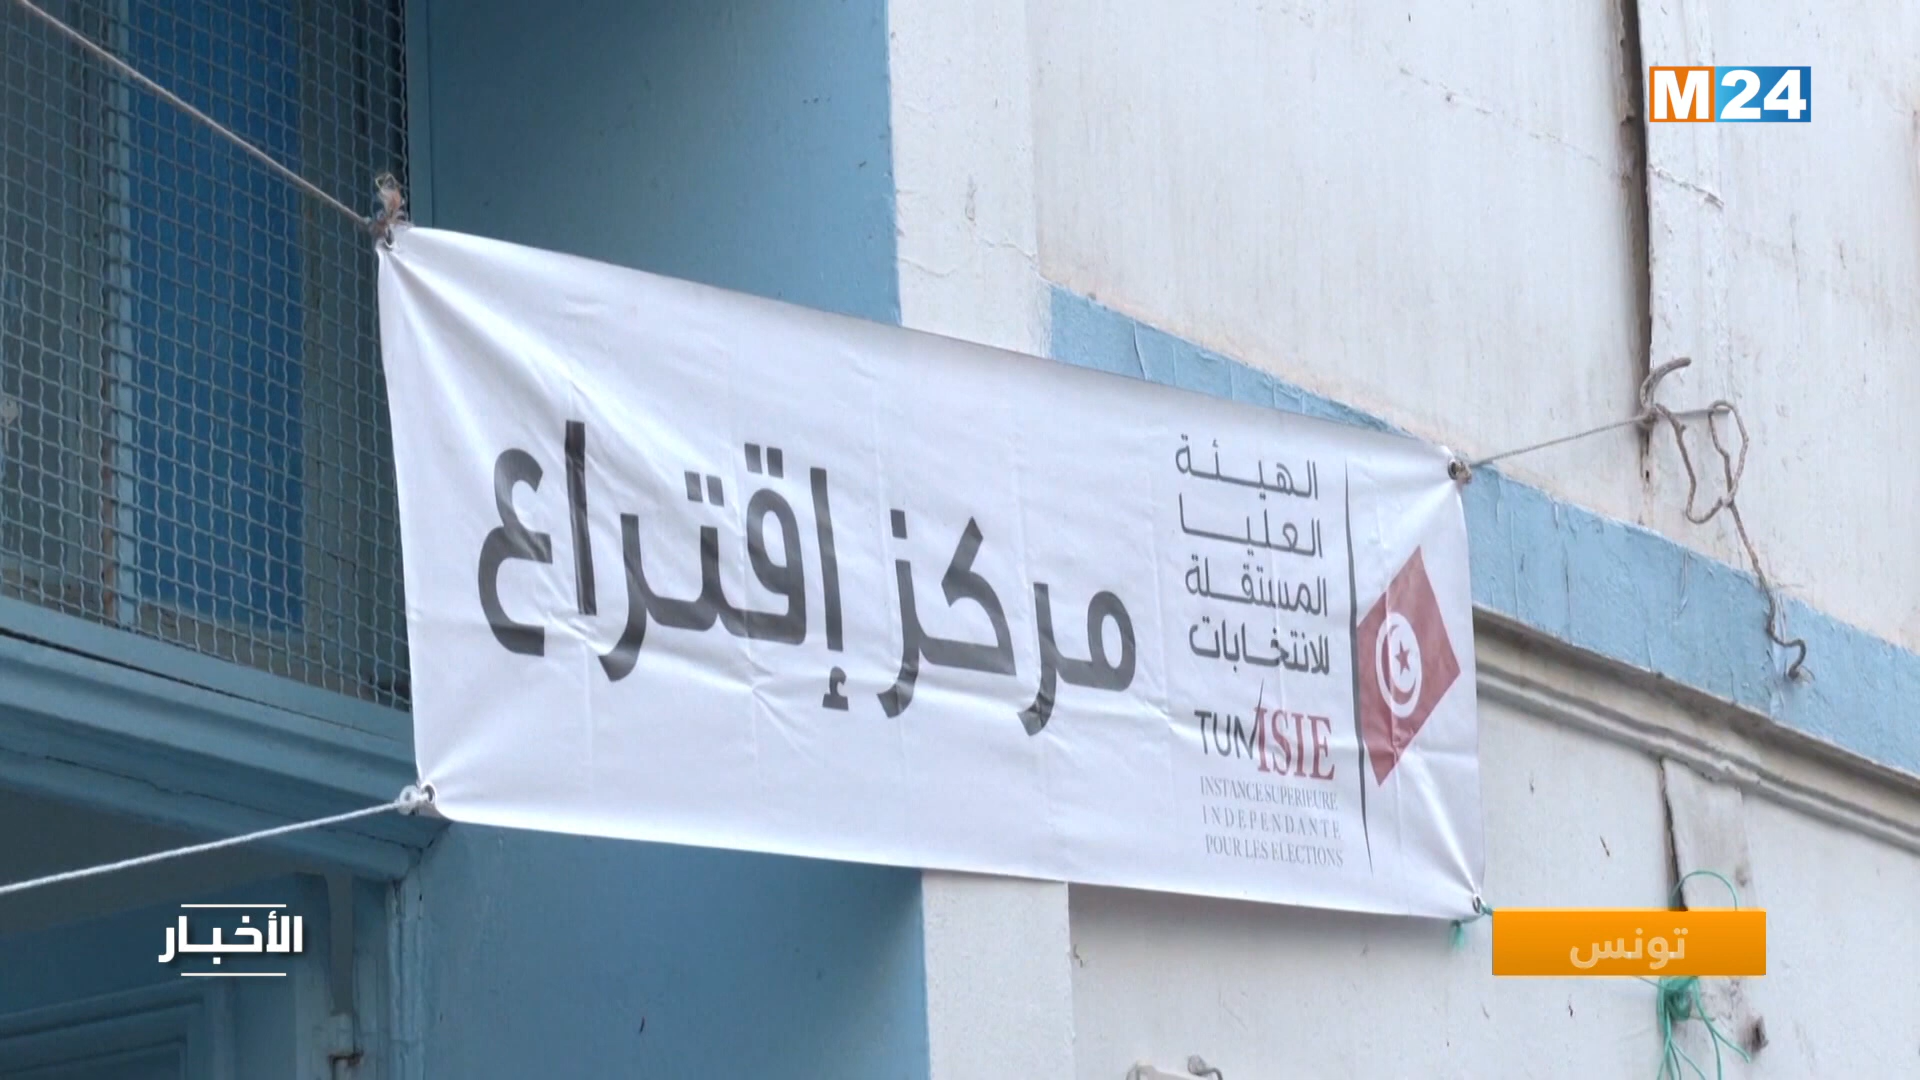 M24
الهيئة
العليا
المستقلة
للانتخابات
TUNISIE
INSTANCE SUPERIEURE
INDEPENDANTE
POUR LES ELECTIONS
مركز إقتراع
الأخبار
تونس